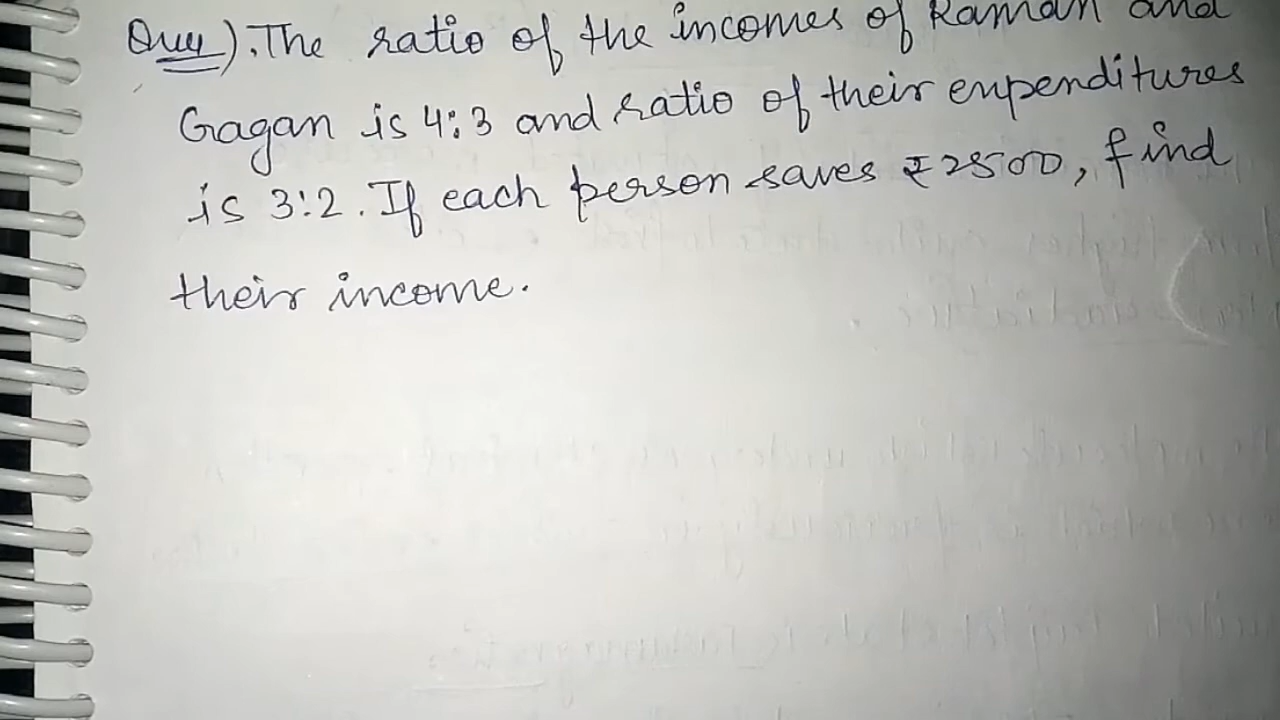 Ques). The ratio of the incomes of Raman and
Gagan is 4:3 and ratio of their expenditures
is 3:2. If each person saves ₹2500, find
their income.